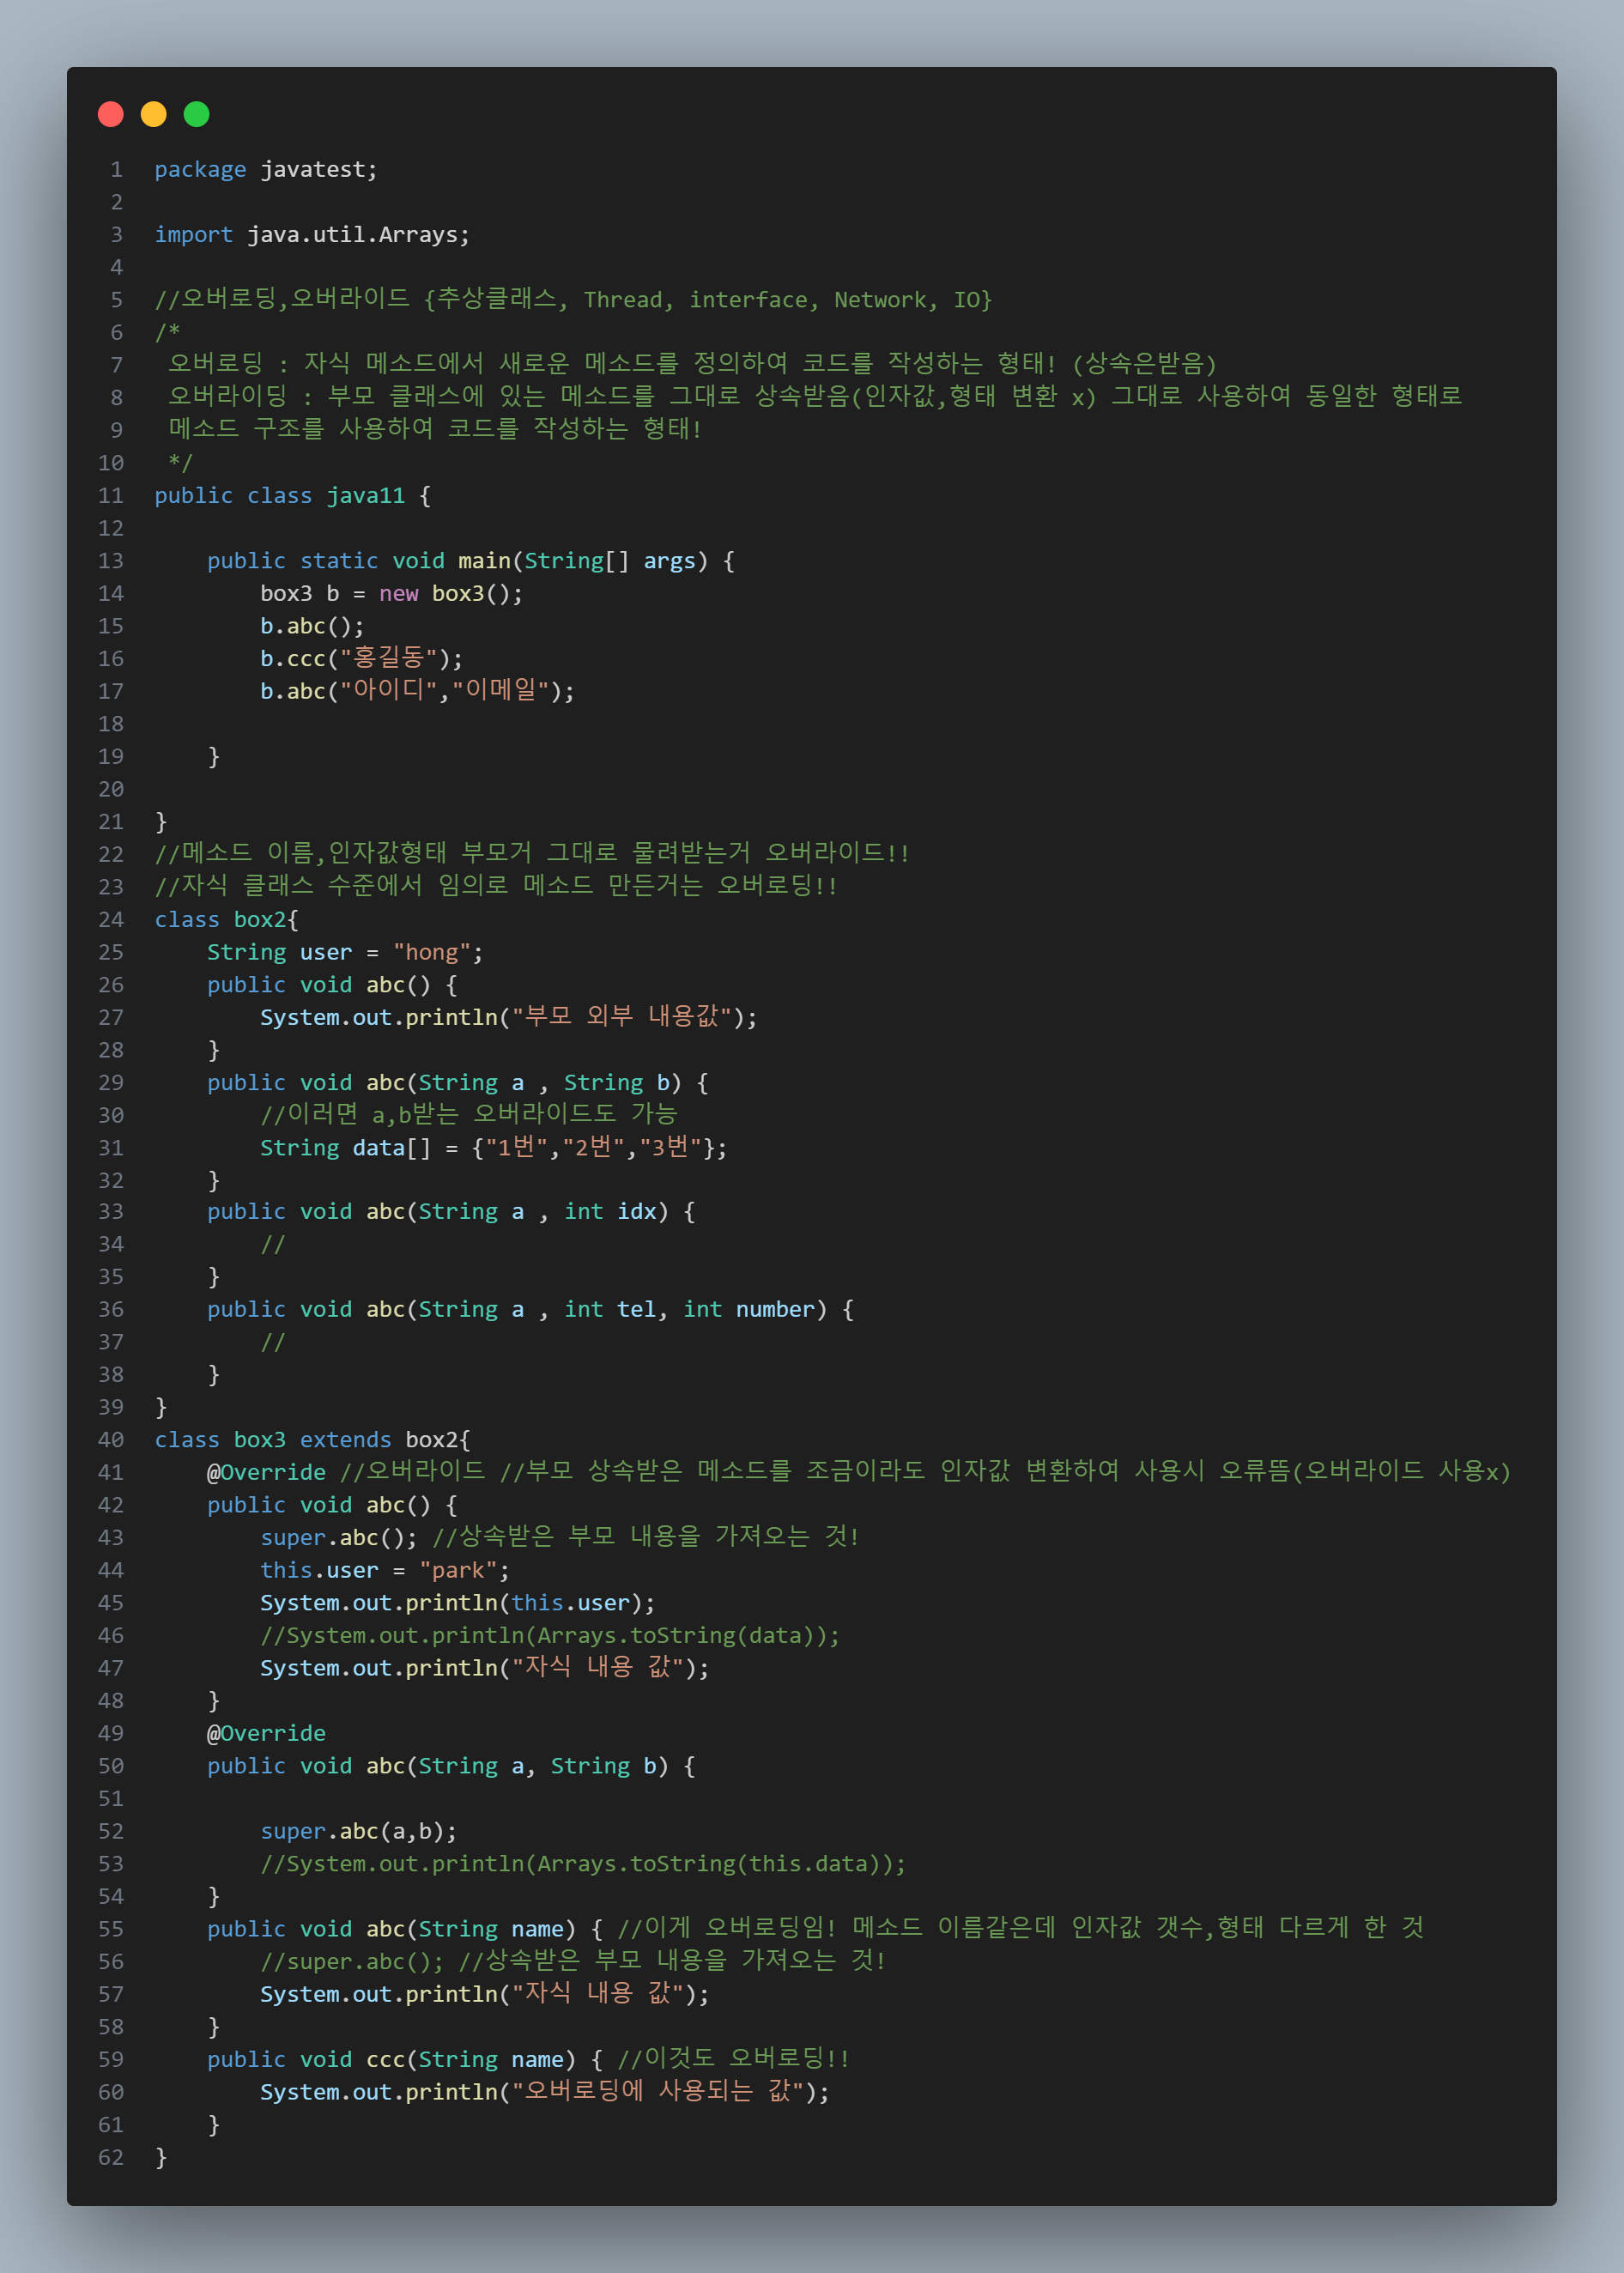 1 package javatest;
2
3 import java.util.Arrays;
4
5 //오버로딩,오버라이드 {추상클래스, Thread, interface, Network, IO}
6 /*
7  오버로딩 : 자식 메소드에서 새로운 메소드를 정의하여 코드를 작성하는 형태! (상속은받음)
8  오버라이딩 : 부모 클래스에 있는 메소드를 그대로 상속받음(인자값,형태 변환 x) 그대로 사용하여 동일한 형태로
9  메소드 구조를 사용하여 코드를 작성하는 형태!
10  */
11 public class java11 {
12
13     public static void main(String[] args) {
14         box3 b = new box3();
15         b.abc();
16         b.ccc("홍길동");
17         b.abc("아이디","이메일");
18
19     }
20
21 }
22 //메소드 이름,인자값형태 부모거 그대로 물려받는거 오버라이드!!
23 //자식 클래스 수준에서 임의로 메소드 만든거는 오버로딩!!
24 class box2{
25     String user = "hong";
26     public void abc() {
27         System.out.println("부모 외부 내용값");
28     }
29     public void abc(String a , String b) {
30         //이러면 a,b받는 오버라이드도 가능
31         String data[] = {"1번","2번","3번"};
32     }
33     public void abc(String a , int idx) {
34         //
35     }
36     public void abc(String a , int tel, int number) {
37         //
38     }
39 }
40 class box3 extends box2{
41     @Override //오버라이드 //부모 상속받은 메소드를 조금이라도 인자값 변환하여 사용시 오류뜸(오버라이드 사용x)
42     public void abc() {
43         super.abc(); //상속받은 부모 내용을 가져오는 것!
44         this.user = "park";
45         System.out.println(this.user);
46         //System.out.println(Arrays.toString(data));
47         System.out.println("자식 내용 값");
48     }
49     @Override
50     public void abc(String a, String b) {
51
52         super.abc(a,b);
53         //System.out.println(Arrays.toString(this.data));
54     }
55     public void abc(String name) { //이게 오버로딩임! 메소드 이름같은데 인자값 갯수,형태 다르게 한 것
56         //super.abc(); //상속받은 부모 내용을 가져오는 것!
57         System.out.println("자식 내용 값");
58     }
59     public void ccc(String name) { //이것도 오버로딩!!
60         System.out.println("오버로딩에 사용되는 값");
61     }
62 }